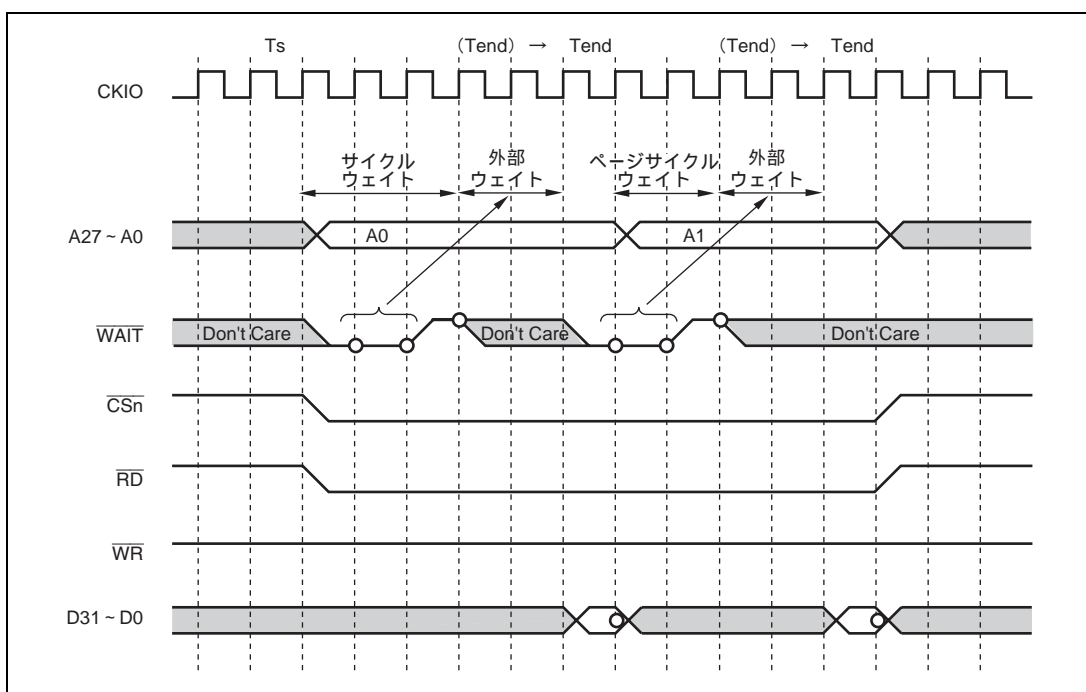 Ts (Tend) → Tend (Tend) → Tend
CKIO
サイクル
ウェイト
外部
ウェイト
ページサイクル
ウェイト
外部
ウェイト
A27 ~ A0 A0 A1
WAIT Don't Care Don't Care Don't Care
CSn
RD
WR
D31 ~ D0